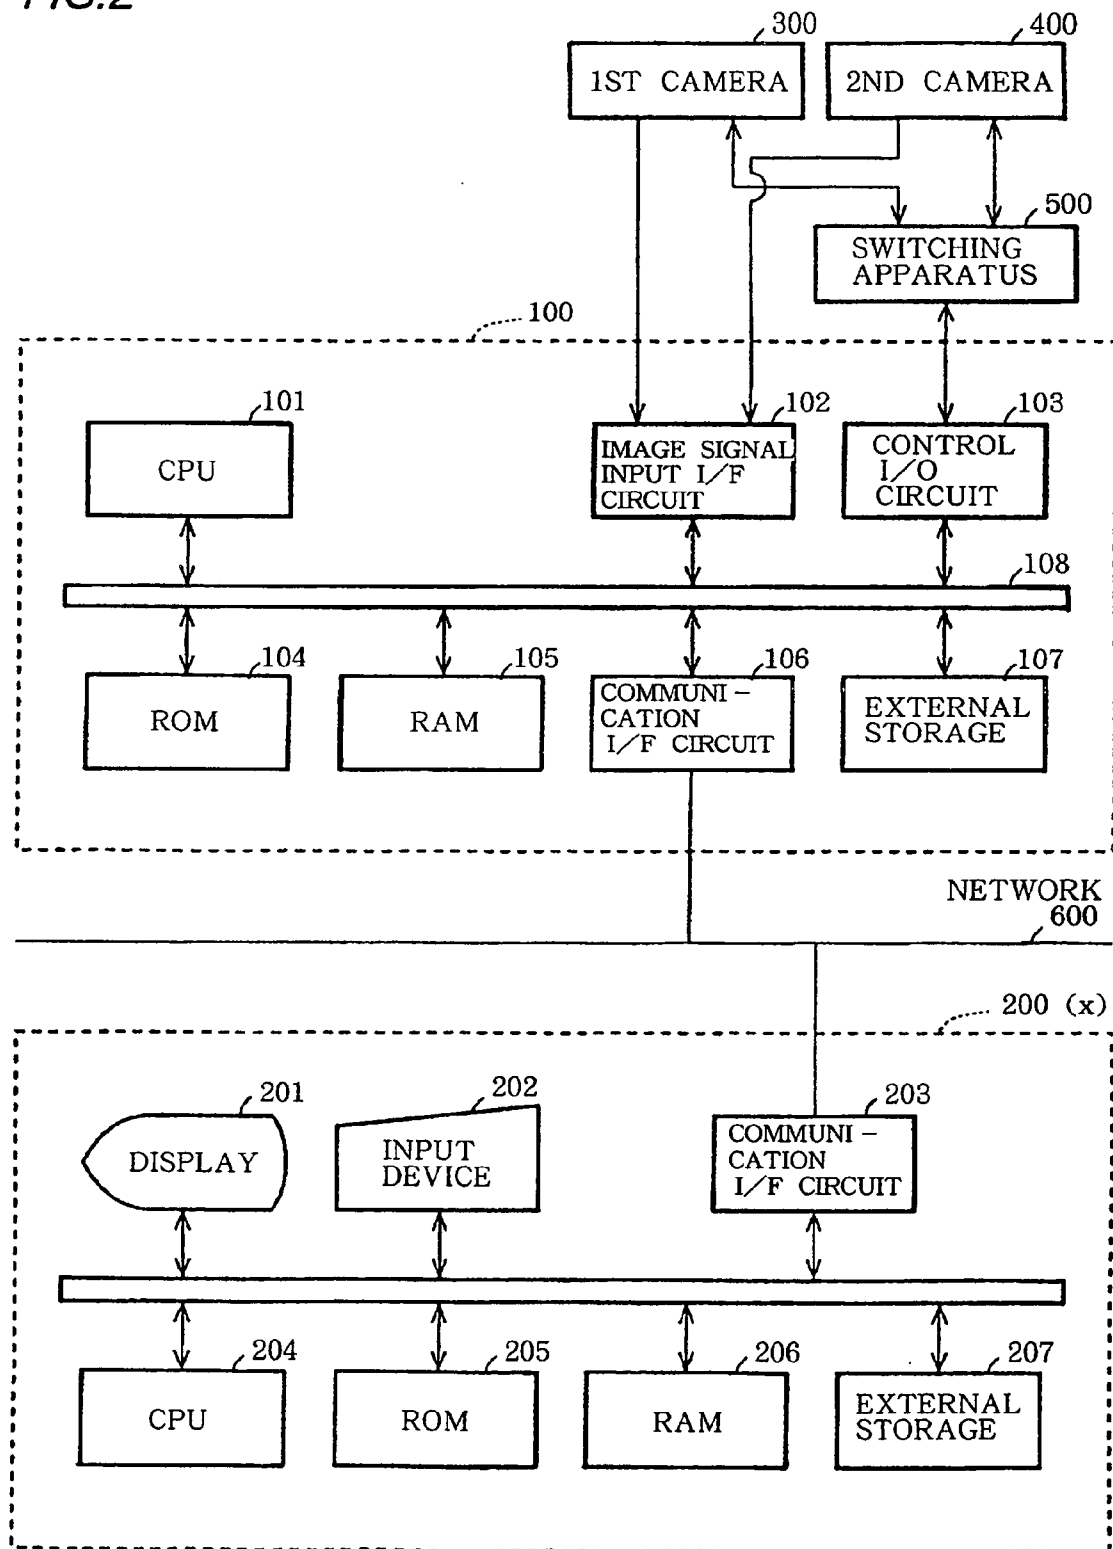 FIG.2
300
400
1ST CAMERA
2ND CAMERA
500
SWITCHING
APPARATUS
100
101
102
103
CPU
IMAGE SIGNAL
INPUT I/F
CIRCUIT
CONTROL
I/O
CIRCUIT
108
104
105
106
107
ROM
RAM
COMMUNI-
CATION
I/F CIRCUIT
EXTERNAL
STORAGE
NETWORK
600
200 (x)
201
202
203
DISPLAY
INPUT
DEVICE
COMMUNI-
CATION
I/F CIRCUIT
204
205
206
207
CPU
ROM
RAM
EXTERNAL
STORAGE